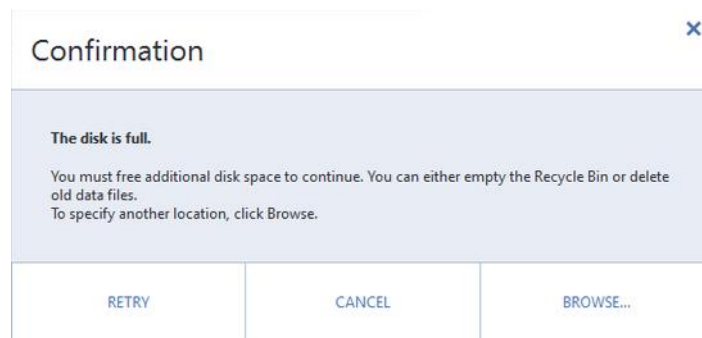 Confirmation
The disk is full.
You must free additional disk space to continue. You can either empty the Recycle Bin or delete
old data files.
To specify another location, click Browse.
RETRY
CANCEL
BROWSE...